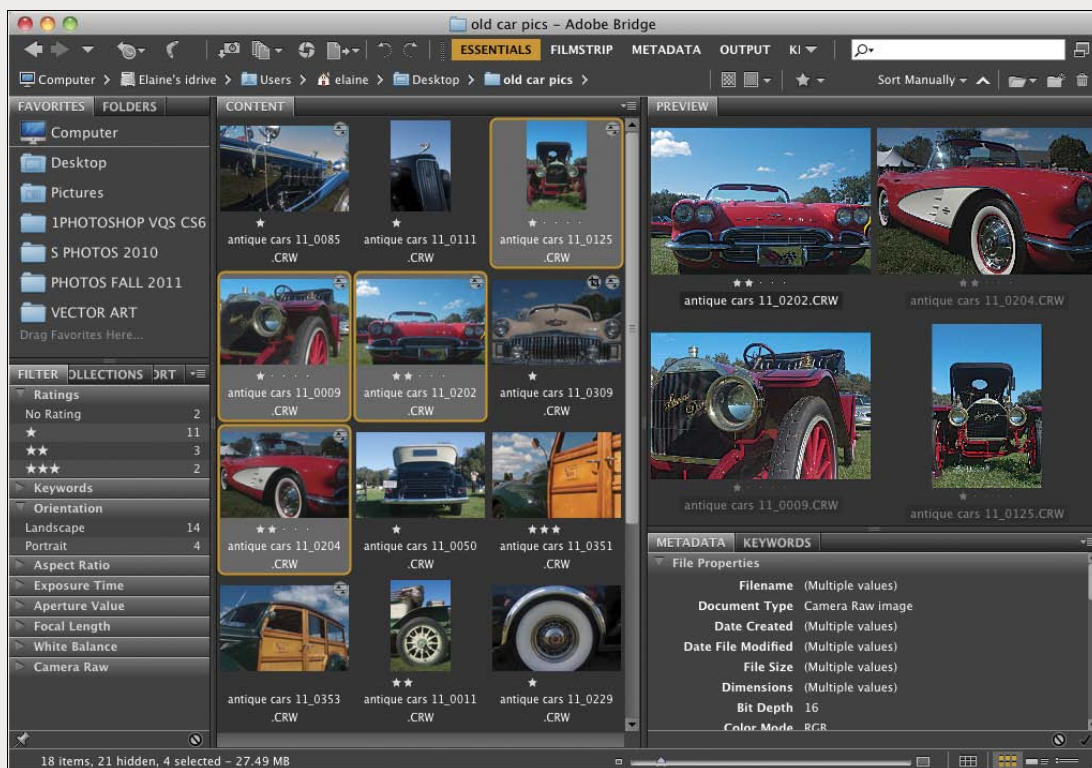 old car pics – Adobe Bridge
ESSENTIALS FILMSTRIP METADATA OUTPUT KI
Computer > Elaine's idrive > Users > elaine > Desktop > old car pics >
Sort Manually
FAVORITES FOLDERS
Computer
Desktop
Pictures
1PHOTOSHOP VQS CS6
S PHOTOS 2010
PHOTOS FALL 2011
VECTOR ART
Drag Favorites Here...
FILTER OLLECTIONS ORT
Ratings
No Rating 2
★ 11
★★ 3
★★★ 2
Keywords
Orientation
Landscape 14
Portrait 4
Aspect Ratio
Exposure Time
Aperture Value
Focal Length
White Balance
Camera Raw
CONTENT
antique cars 11_0085
.CRW
antique cars 11_0111
.CRW
antique cars 11_0125
.CRW
antique cars 11_0009
.CRW
antique cars 11_0202
.CRW
antique cars 11_0309
.CRW
antique cars 11_0204
.CRW
antique cars 11_0050
.CRW
antique cars 11_0351
.CRW
antique cars 11_0353
.CRW
antique cars 11_0011
.CRW
antique cars 11_0229
.CRW
PREVIEW
antique cars 11_0202.CRW
antique cars 11_0204.CRW
antique cars 11_0009.CRW
antique cars 11_0125.CRW
METADATA KEYWORDS
File Properties
Filename (Multiple values)
Document Type Camera Raw image
Date Created (Multiple values)
Date File Modified (Multiple values)
File Size (Multiple values)
Dimensions (Multiple values)
Bit Depth 16
Color Mode RGB
18 items, 21 hidden, 4 selected – 27.49 MB